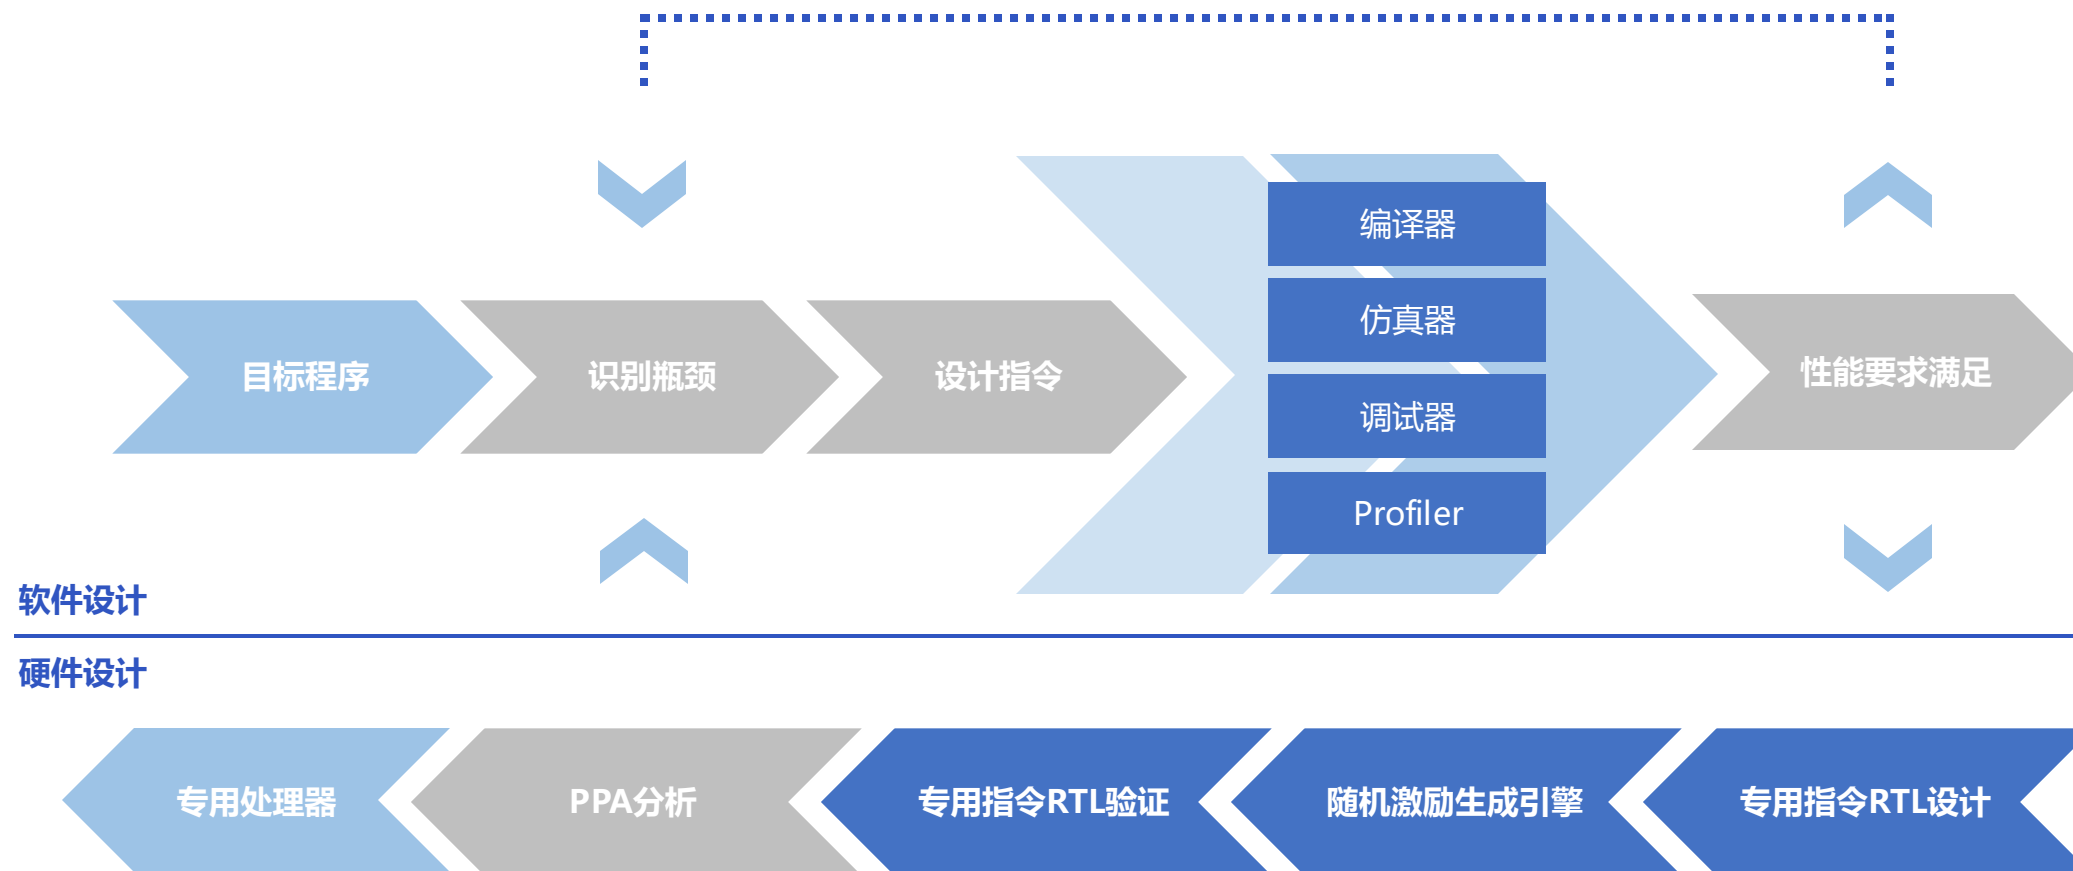 编译器
仿真器
调试器
Profiler
目标程序
识别瓶颈
设计指令
性能要求满足
软件设计
硬件设计
专用处理器
PPA分析
专用指令RTL验证
随机激励生成引擎
专用指令RTL设计